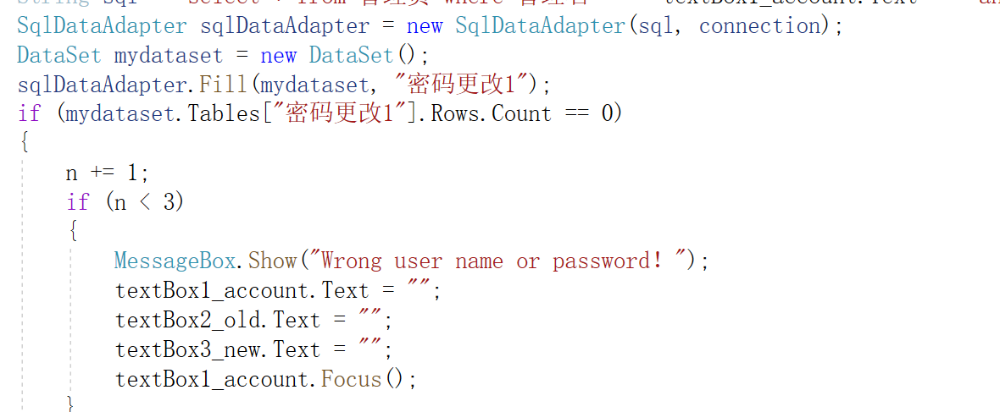 SqlDataAdapter sqlDataAdapter = new SqlDataAdapter(sql, connection);
DataSet mydataset = new DataSet();
sqlDataAdapter.Fill(mydataset, "密码更改1");
if (mydataset.Tables["密码更改1"].Rows.Count == 0)
{
n += 1;
if (n < 3)
{
MessageBox.Show("Wrong user name or password！");
textBox1_account.Text = "";
textBox2_old.Text = "";
textBox3_new.Text = "";
textBox1_account.Focus();
}